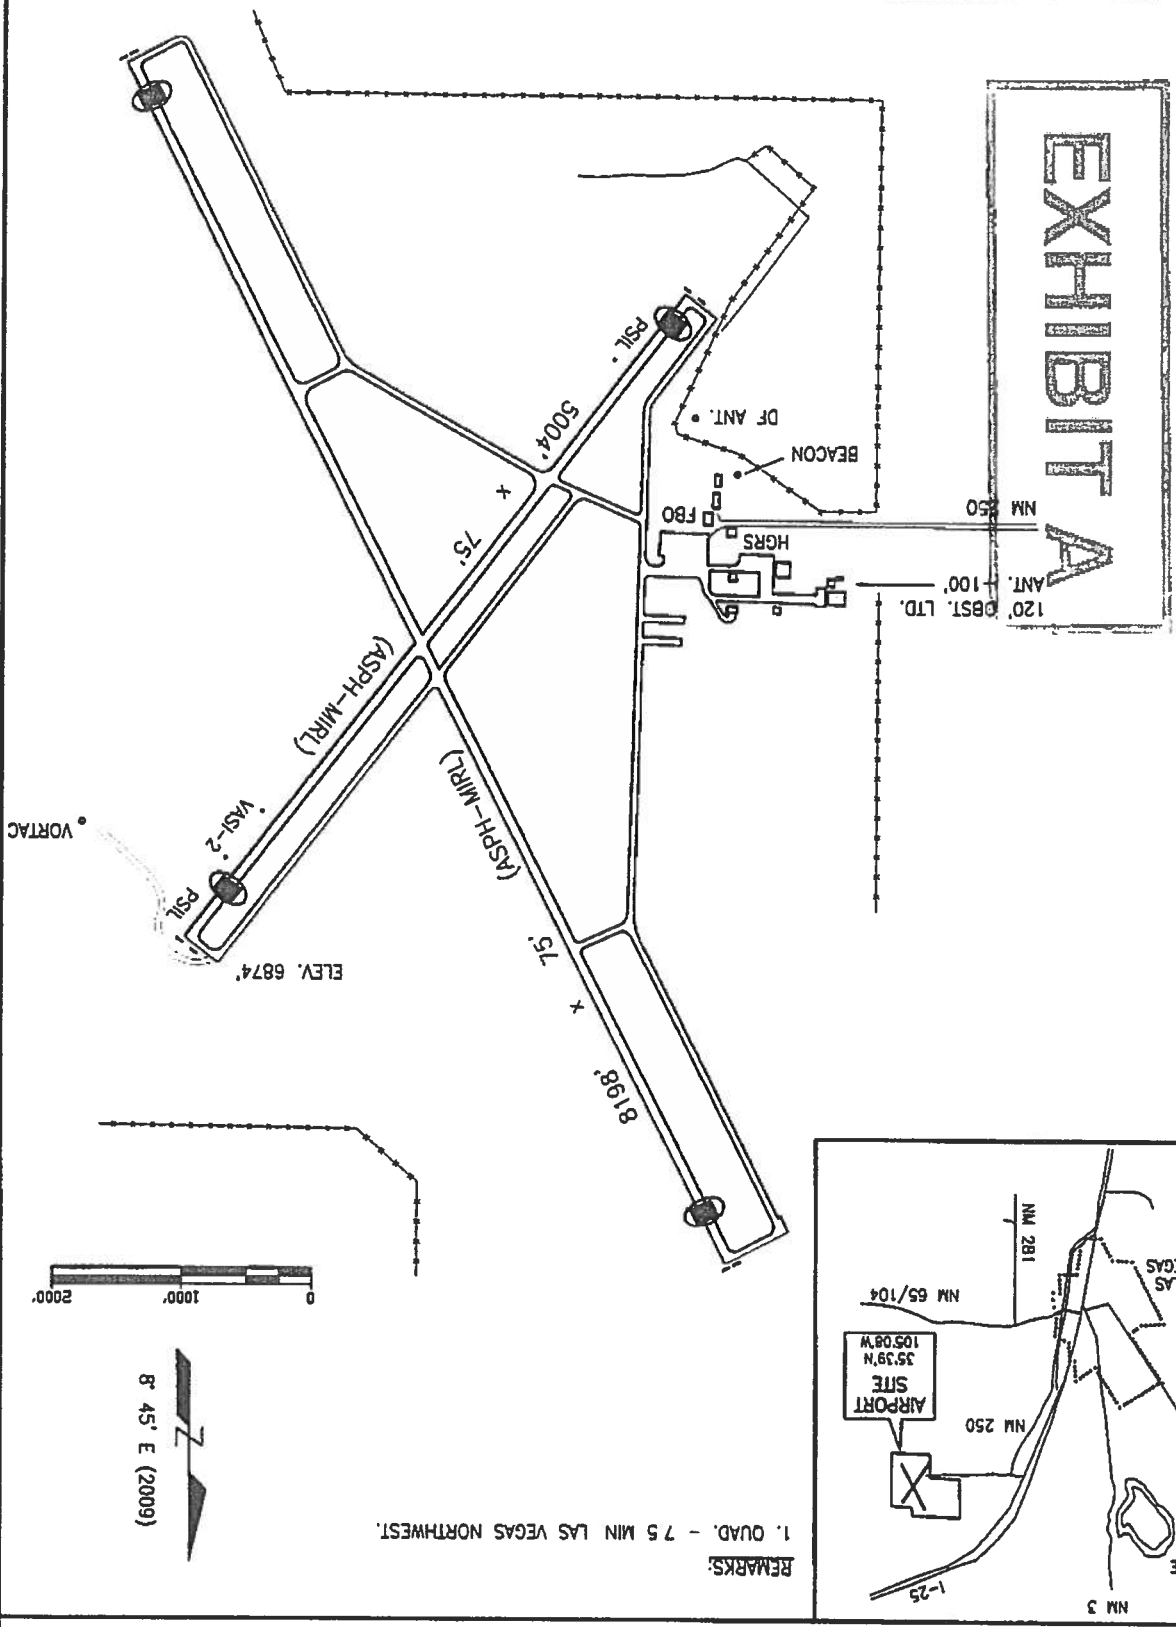 EXHIBIT A
REMARKS:
1. QUAD. - 7.5 MIN LAS VEGAS NORTHWEST.
8° 45' E (2009)
0 1000' 2000'
8198'
75'
(ASPH-MIRL)
ELEV. 6874'
PSIL
VASI-2
VORTAC
(ASPH-MIRL)
75'
5004'
PSIL
120' OBST. LTD.
ANT. -100'
HGRS
NM 250
FBO
BEACON
DF ANT.
NM 3
I-25
NM 250
AIRPORT
SITE
35°39'N
105°08'W
NM 65/104
NM 281